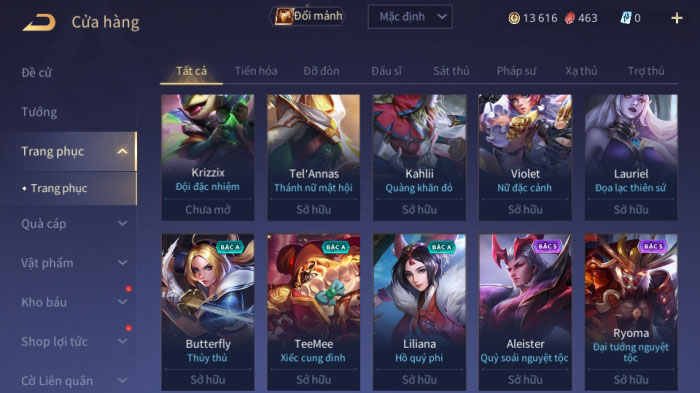 Cửa hàng
Đổi mảnh
Mặc định
13 616
463
0
+
Đề cử
Tướng
Trang phục
Trang phục
Quà cáp
Vật phẩm
Kho báu
Shop lợi tức
Cờ Liên quân
Tất cả Tiến hóa Đỡ đòn Đấu sĩ Sát thủ Pháp sư Xạ thủ Trợ thủ
Krizzix
Đội đặc nhiệm
Chưa mở
Tel'Annas
Thánh nữ mật hội
Sở hữu
Kahlii
Quàng khăn đỏ
Sở hữu
Violet
Nữ đặc cảnh
Sở hữu
Lauriel
Đọa lạc thiên sứ
Sở hữu
BẬC A
Butterfly
Thủy thủ
Sở hữu
BẬC A
TeeMee
Xiếc cung đình
Sở hữu
BẬC A
Liliana
Hồ quý phi
Sở hữu
BẬC S
Aleister
Quỷ soái nguyệt tộc
Sở hữu
BẬC S
Ryoma
Đại tướng nguyệt
tộc
Sở hữu